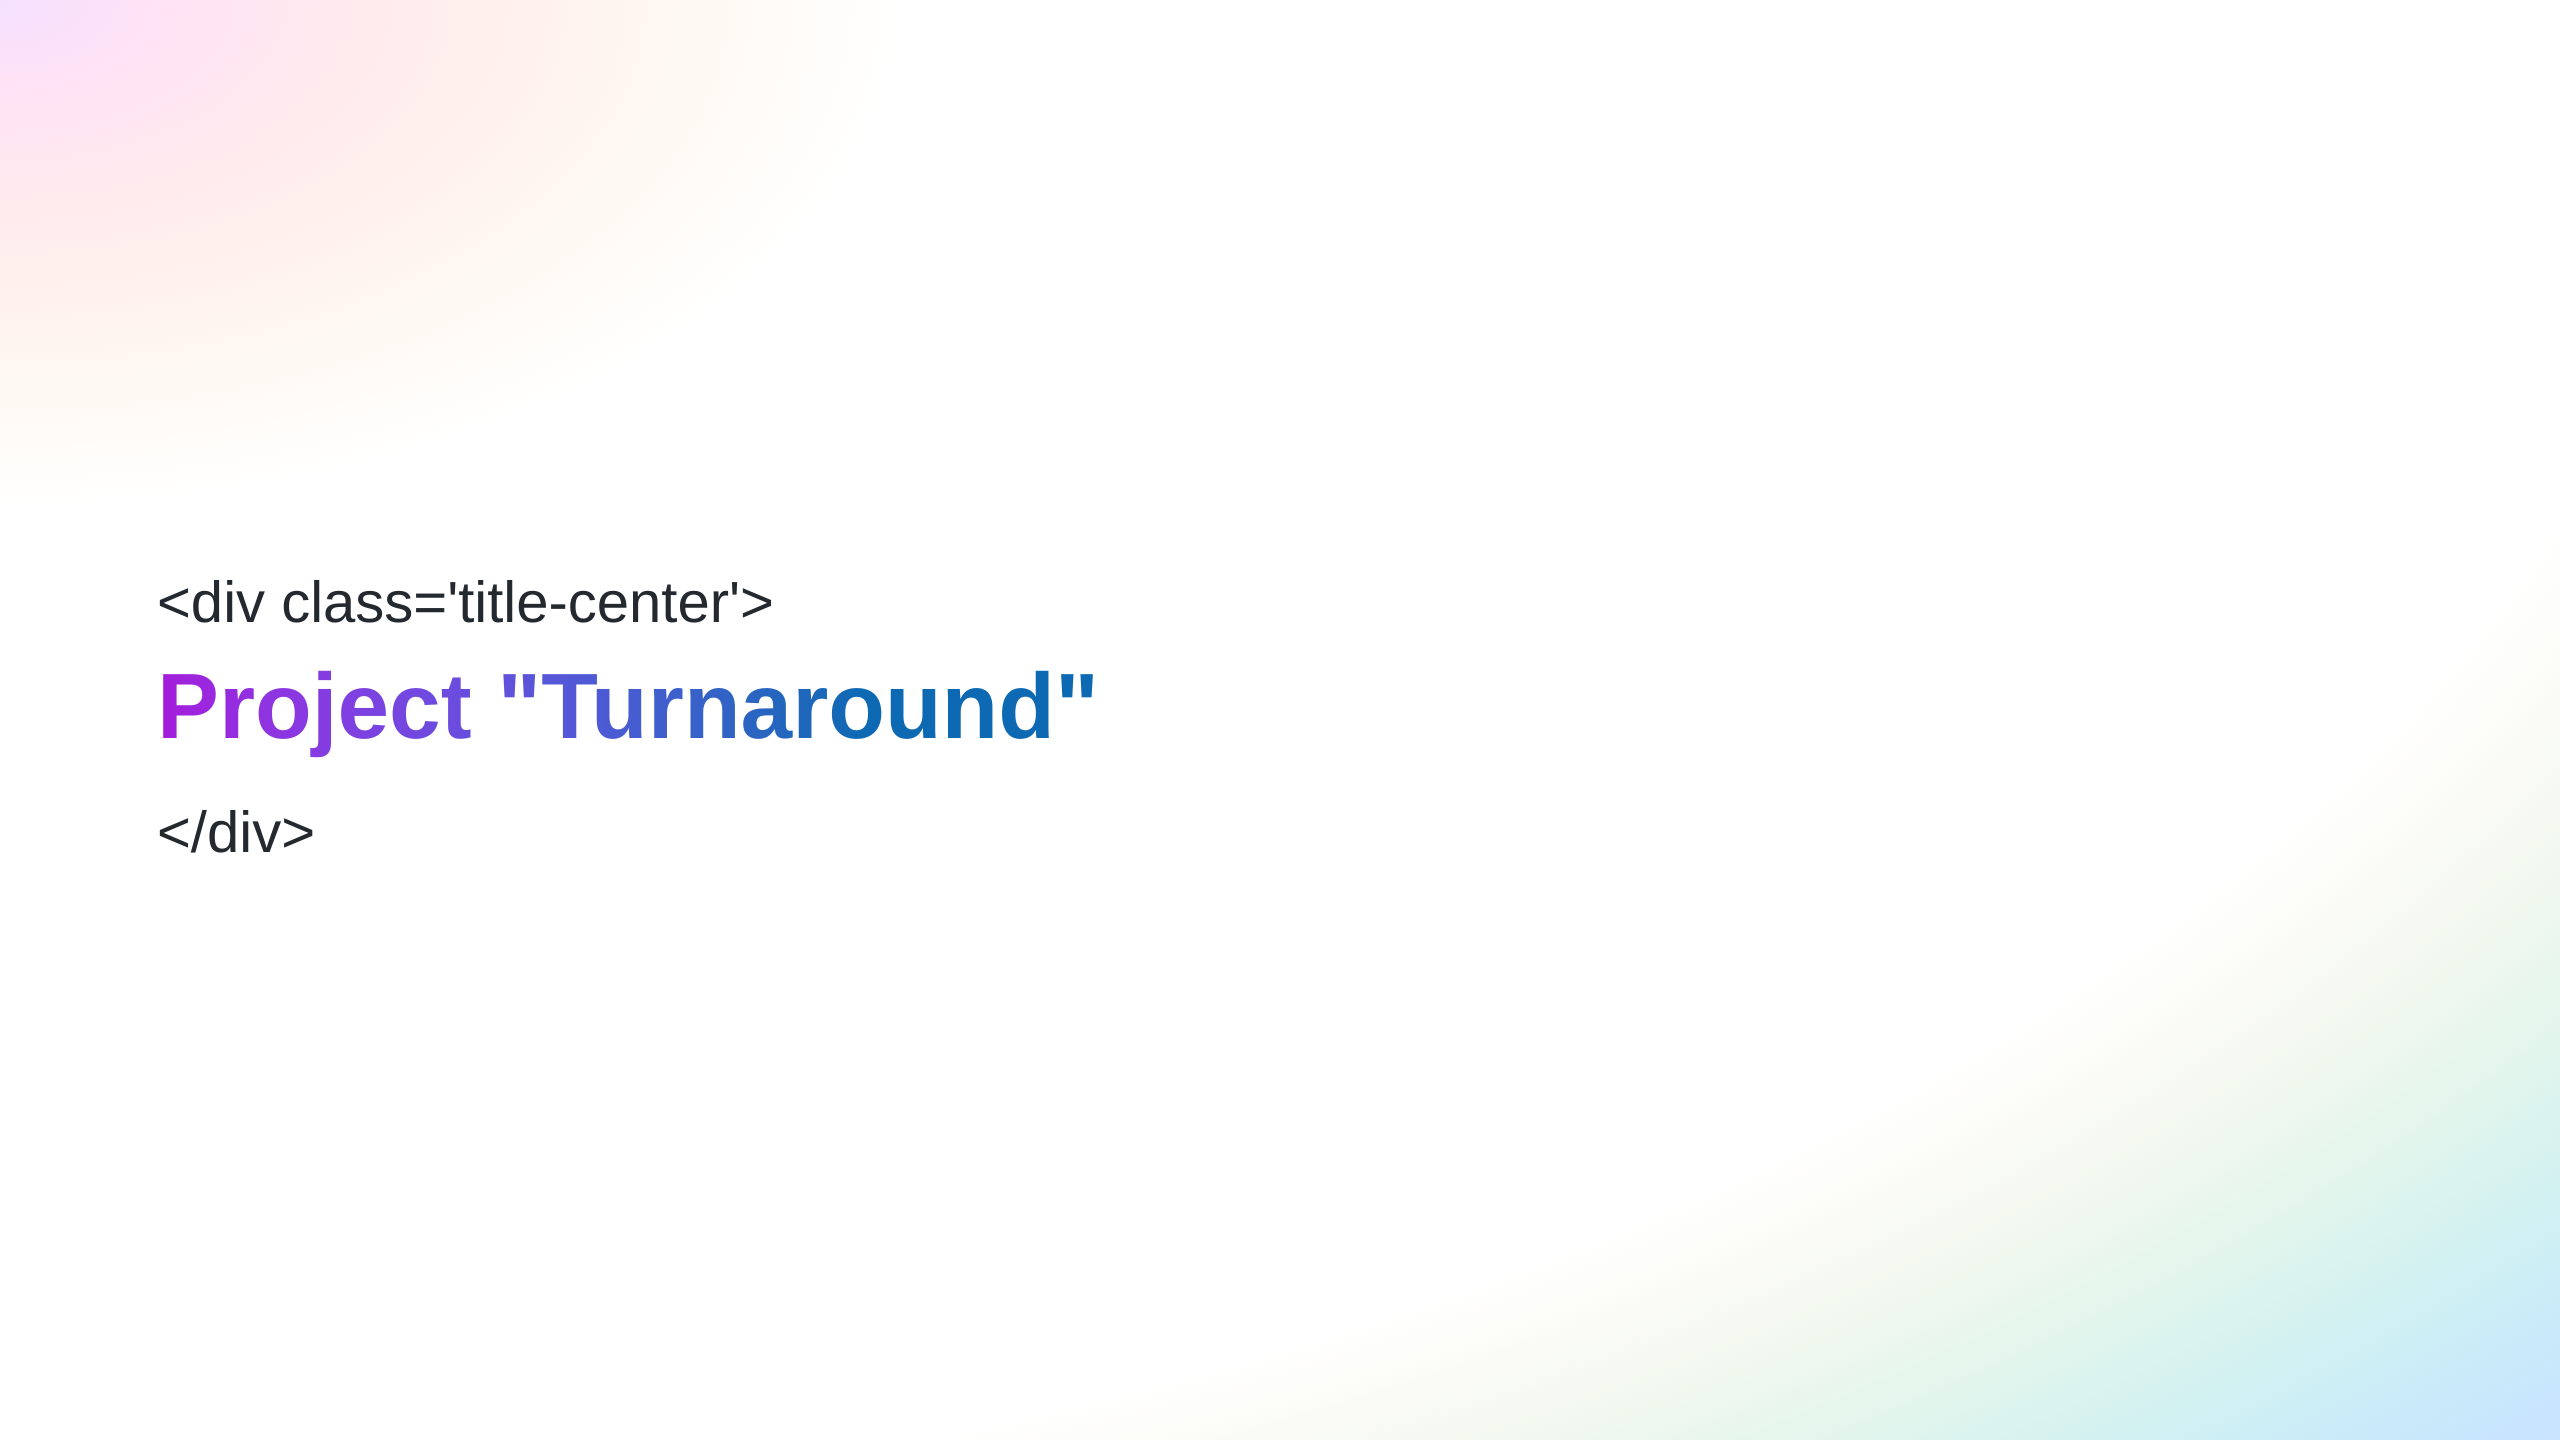 <div class='title-center'>
Project "Turnaround"
</div>